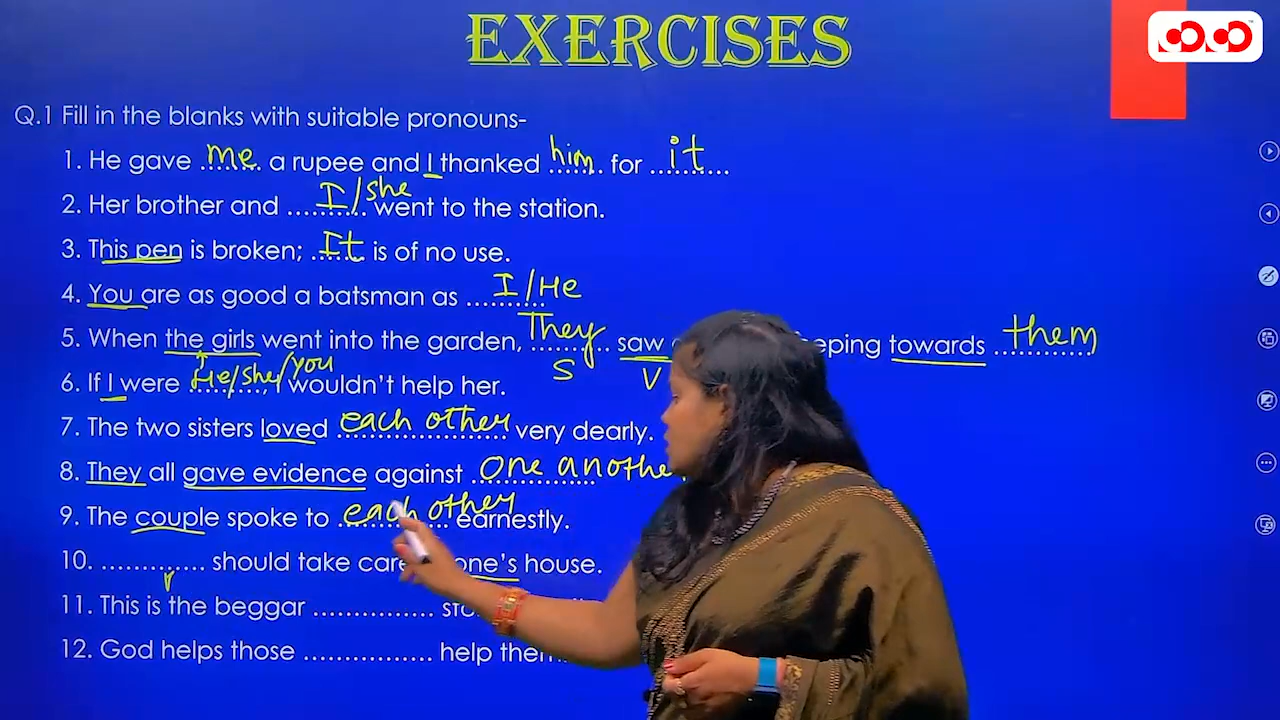 EXERCISES
Q.1 Fill in the blanks with suitable pronouns-
1. He gave ...me... a rupee and I thanked ...him... for ...it...
2. Her brother and ...I/she... went to the station.
3. This pen is broken; ...It... is of no use.
4. You are as good a batsman as ...I/He
5. When the girls went into the garden, ...They... saw eeping towards ...them...
S V
6. If I were ...He/she/you..., I wouldn't help her.
7. The two sisters loved ...each other... very dearly.
8. They all gave evidence against ...one another
9. The couple spoke to ...each other... earnestly.
10. .............. should take care one's house.
11. This is the beggar ..............
12. God helps those ............... help